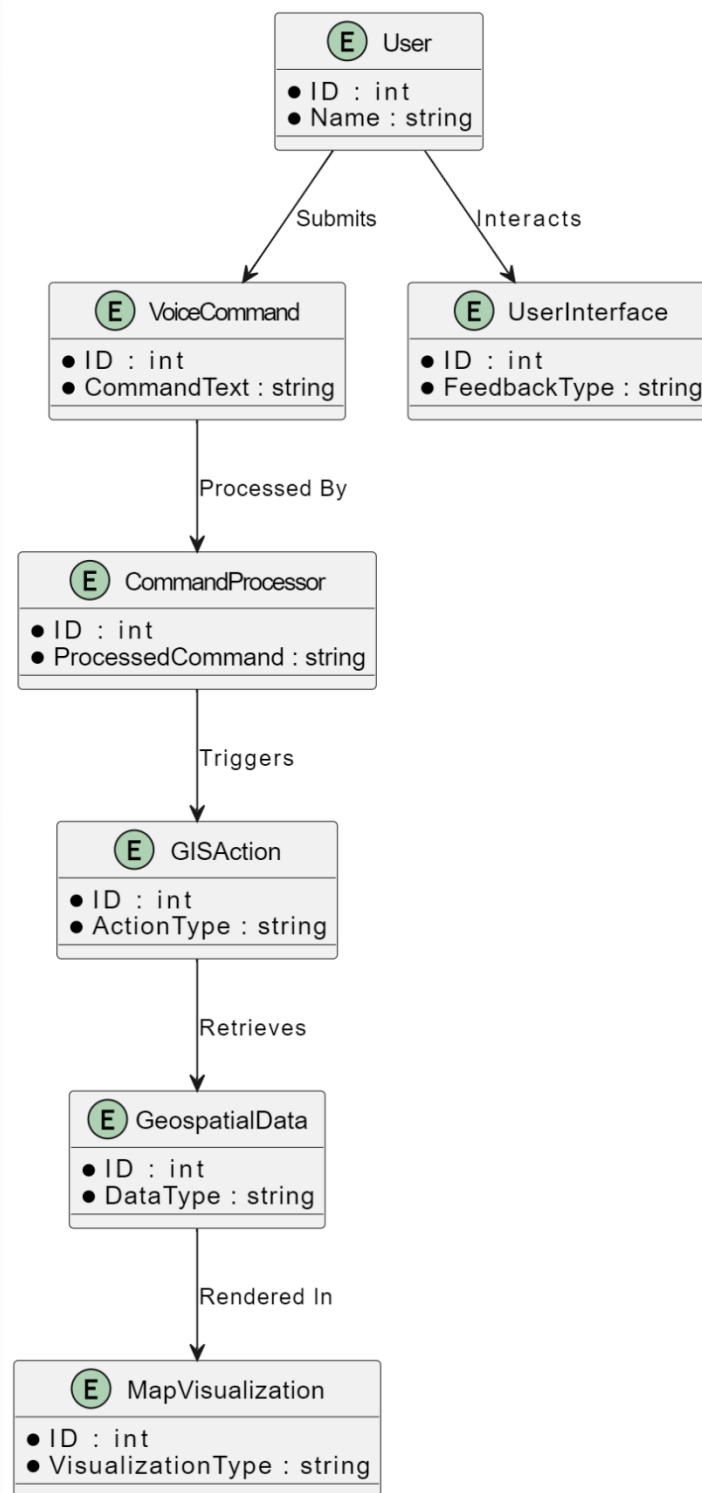 E User
ID : int
Name : string
Submits
Interacts
E VoiceCommand
ID : int
CommandText : string
E UserInterface
ID : int
FeedbackType : string
Processed By
E CommandProcessor
ID : int
ProcessedCommand : string
Triggers
E GISAction
ID : int
ActionType : string
Retrieves
E GeospatialData
ID : int
DataType : string
Rendered In
E MapVisualization
ID : int
VisualizationType : string